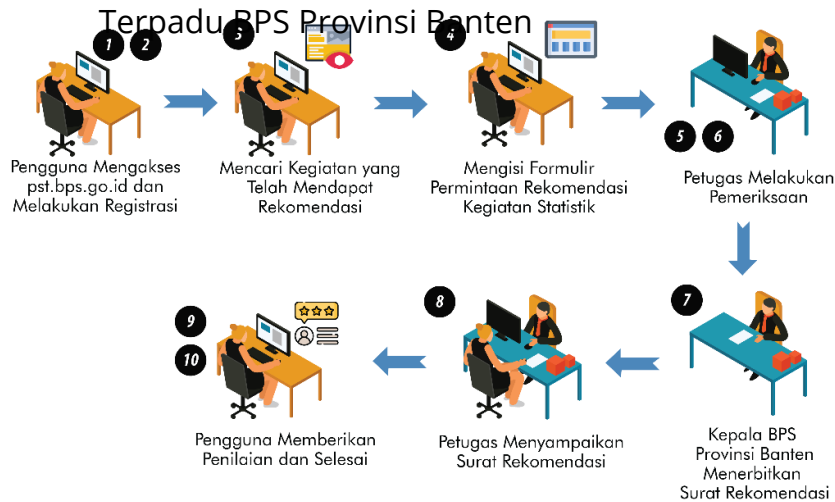 Terpadu BPS Provinsi Banten
1 2
Pengguna Mengakses
pst.bps.go.id dan
Melakukan Registrasi
3
Mencari Kegiatan yang
Telah Mendapat
Rekomendasi
4
Mengisi Formulir
Permintaan Rekomendasi
Kegiatan Statistik
5 6
Petugas Melakukan
Pemeriksaan
7
Kepala BPS
Provinsi Banten
Menerbitkan
Surat Rekomendasi
8
Petugas Menyampaikan
Surat Rekomendasi
9
10
Pengguna Memberikan
Penilaian dan Selesai